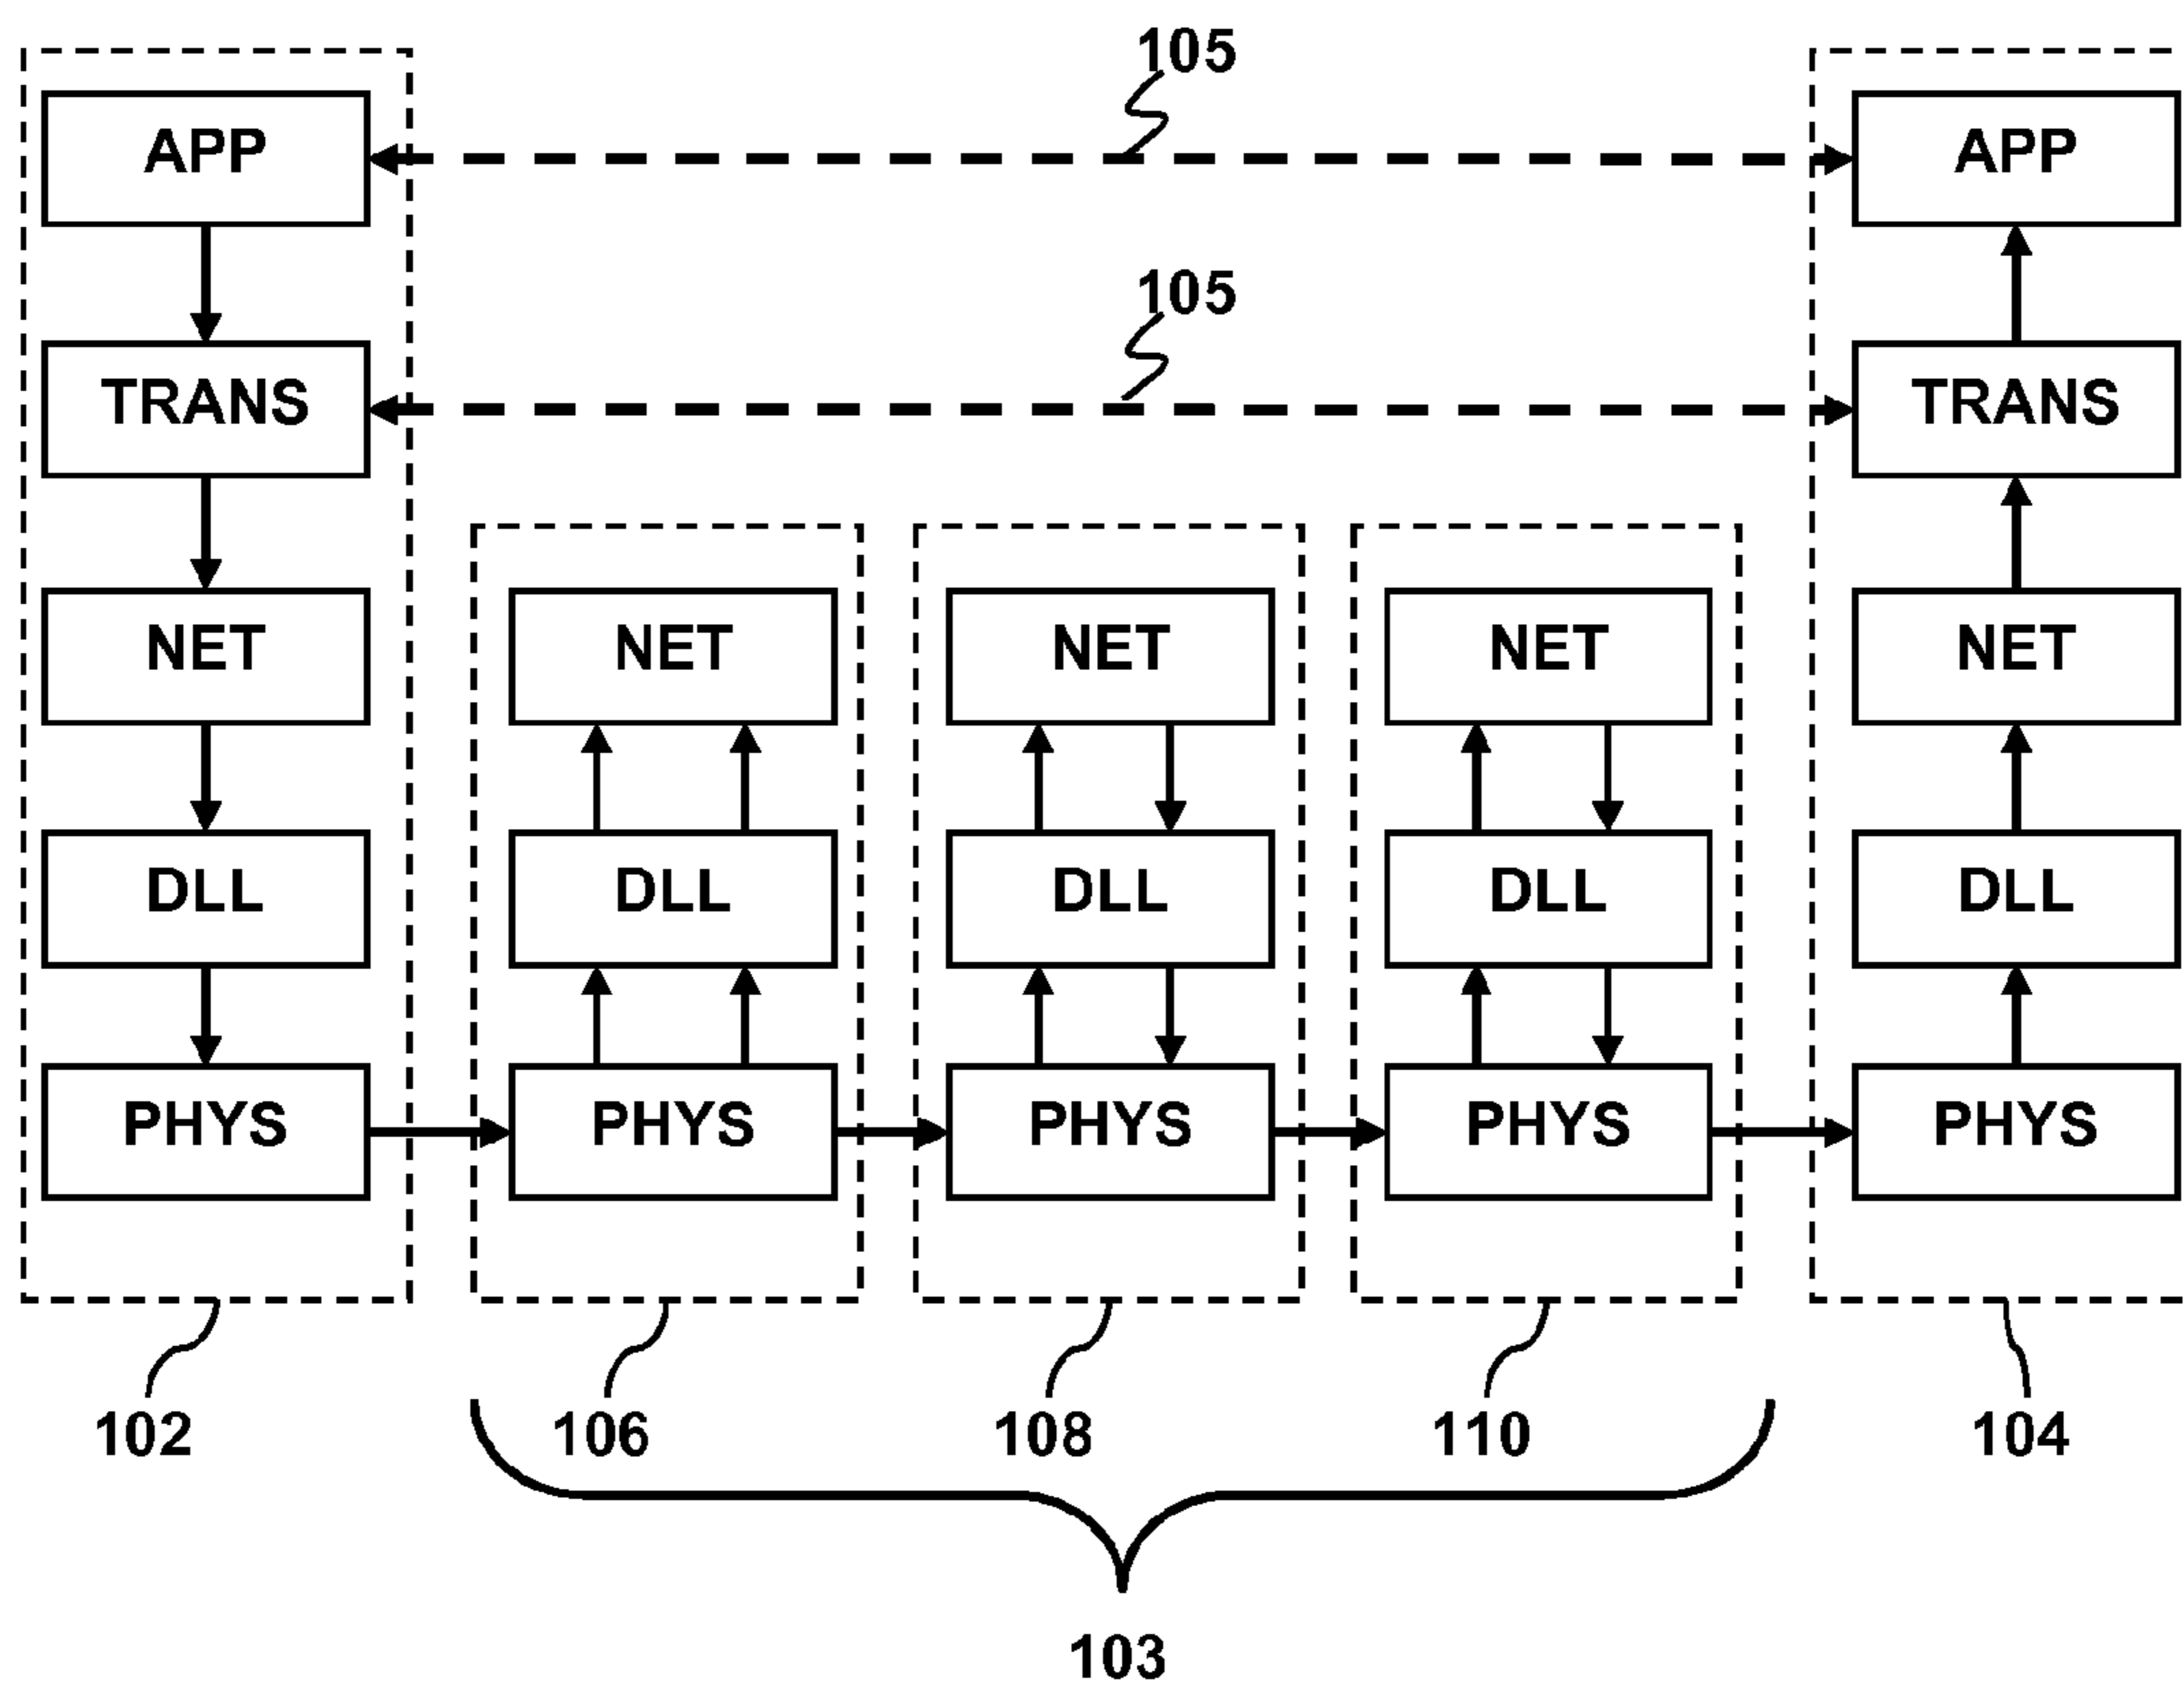 105
APP
APP
105
TRANS
TRANS
NET
NET
NET
NET
NET
DLL
DLL
DLL
DLL
DLL
PHYS
PHYS
PHYS
PHYS
PHYS
102
106
108
110
104
103